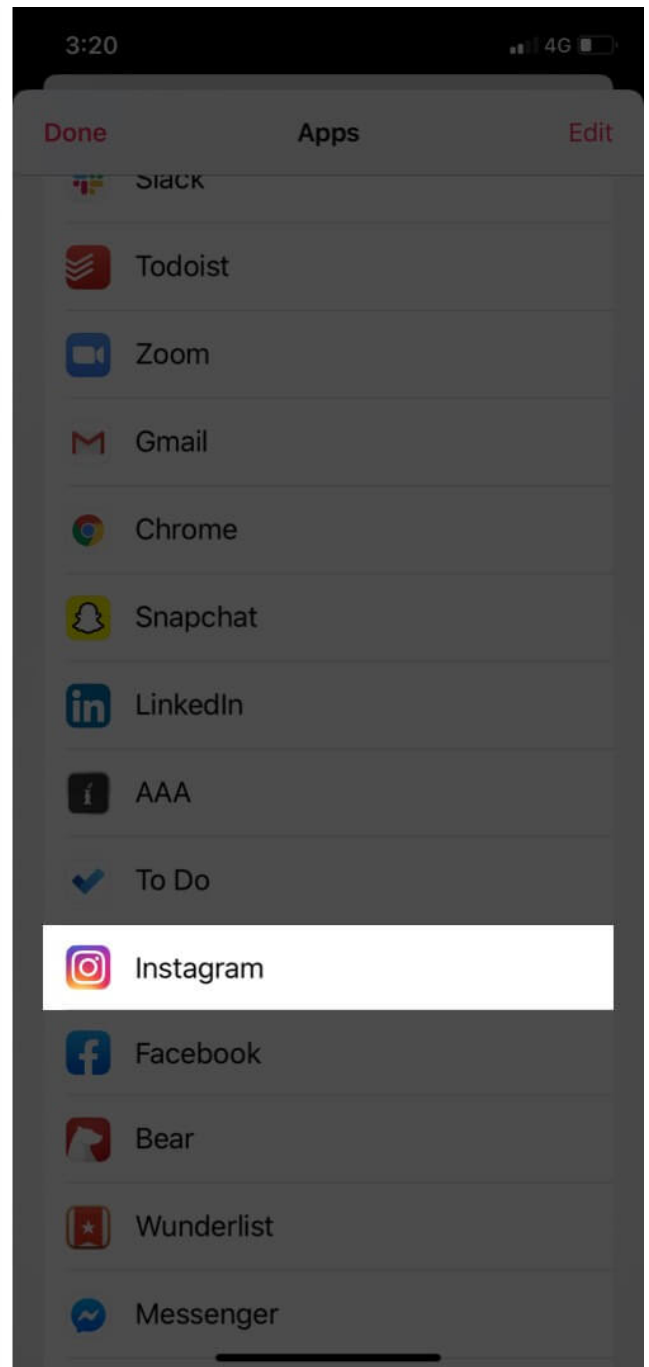 3:20 4G
Done Apps Edit
Slack
Todoist
Zoom
Gmail
Chrome
Snapchat
in LinkedIn
AAA
To Do
Instagram
Facebook
Bear
Wunderlist
Messenger